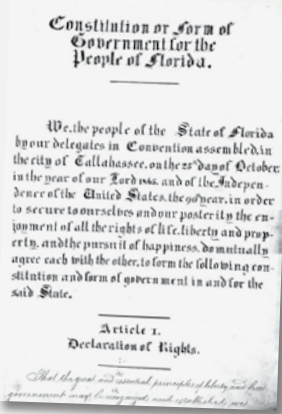 Constitution or Form of
Government for the
People of Florida.
We, the people of the State of Florida
by our delegates in Convention assembled, in
the city of Tallahassee, on the 25th day of October
in the year of our Lord 1865. and of the Indepen-
dence of the United States, the 90th year, in order
to secure to ourselves and our posterity the en-
joyment of all the rights of life, liberty and prop-
erty, and the pursuit of happiness, do mutually
agree each with the other, to form the following con-
stitution and form of government in and for the
said State.
Article 1.
Declaration of Rights.
That the great and essential principles of liberty and free
government may be recognized and established, we